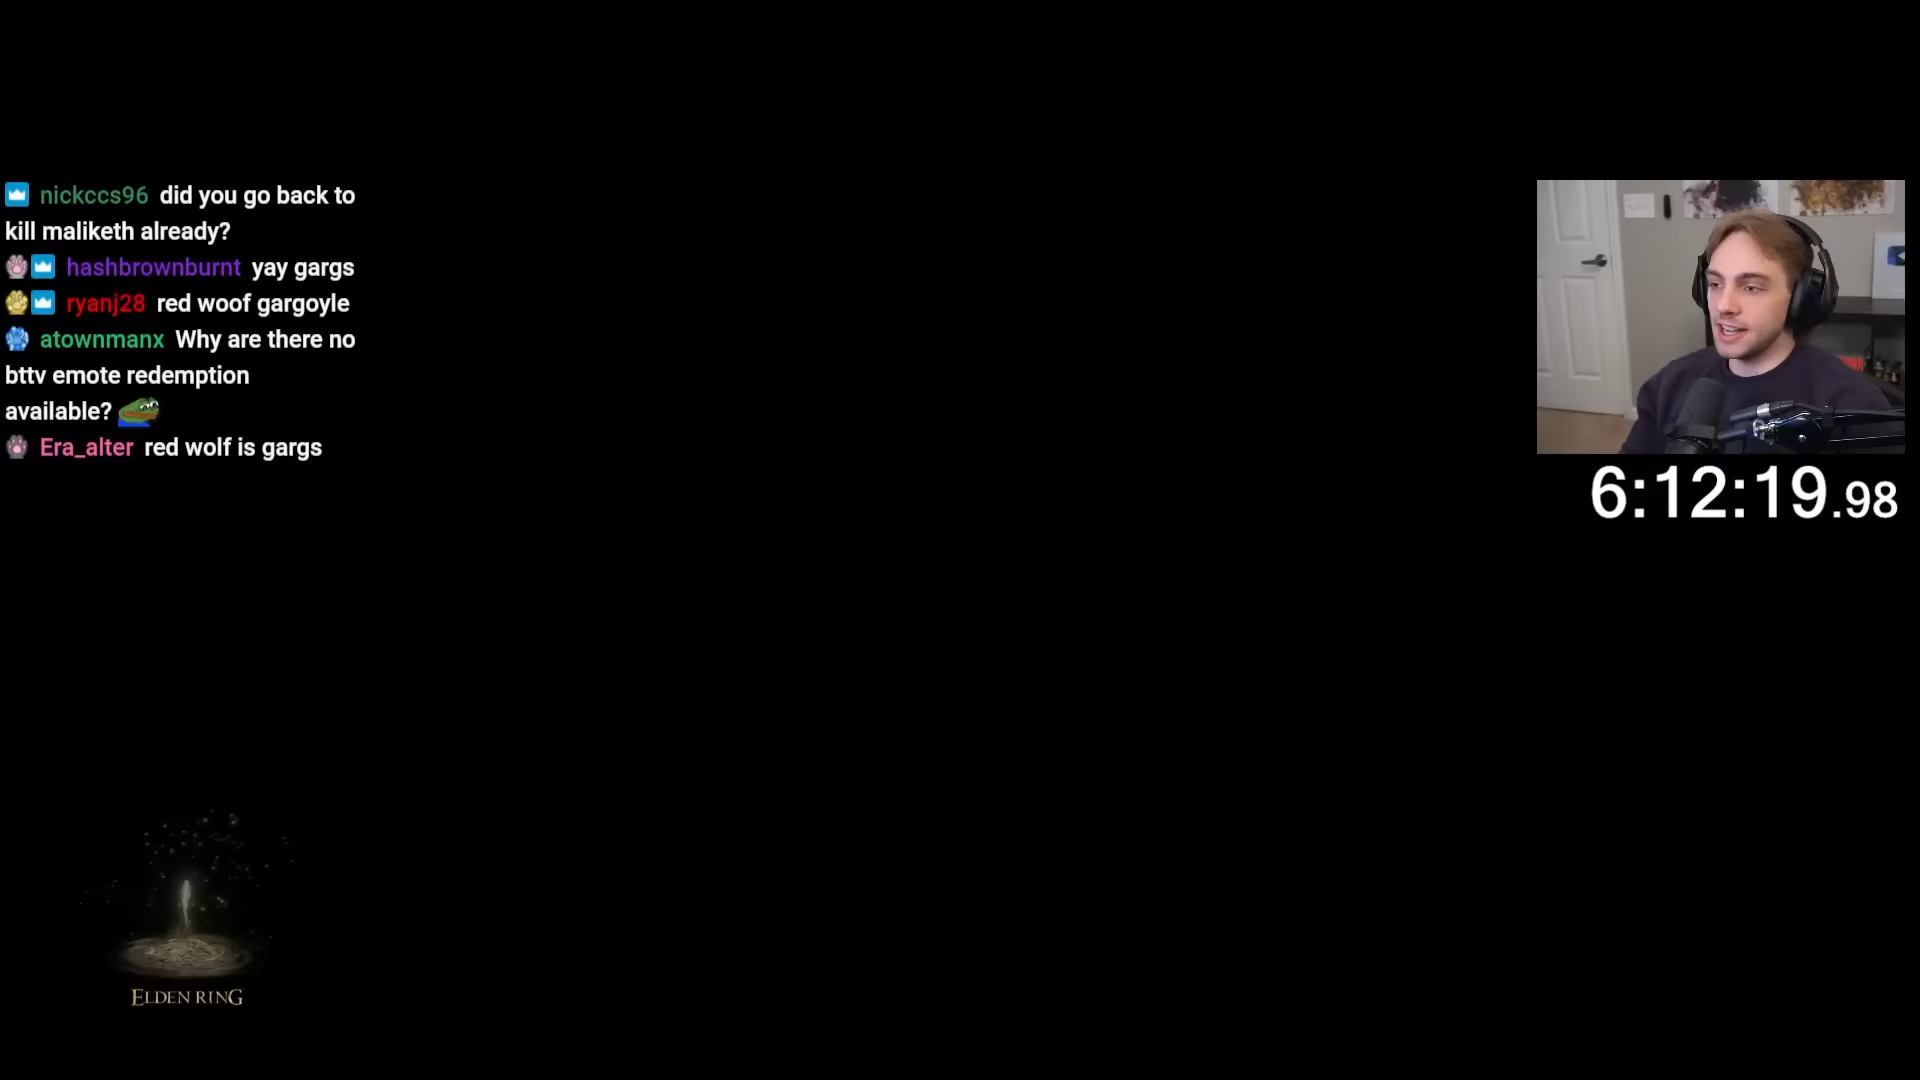 nickccs96 did you go back to
kill maliketh already?
hashbrownburnt yay gargs
ryanj28 red woof gargoyle
atownmanx Why are there no
bttv emote redemption
available?
Era_alter red wolf is gargs
6:12:19.98
ELDEN RING